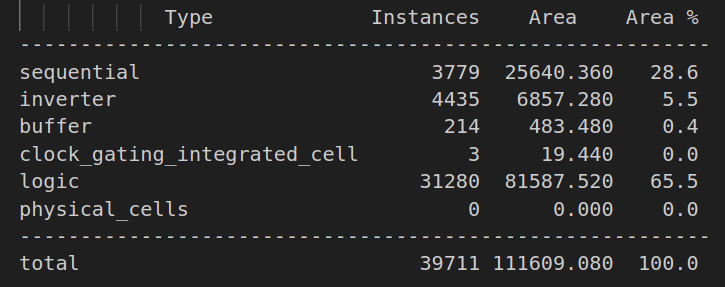 Type Instances Area Area %
---------------------------------------------------------
sequential 3779 25640.360 28.6
inverter 4435 6857.280 5.5
buffer 214 483.480 0.4
clock_gating_integrated_cell 3 19.440 0.0
logic 31280 81587.520 65.5
physical_cells 0 0.000 0.0
---------------------------------------------------------
total 39711 111609.080 100.0